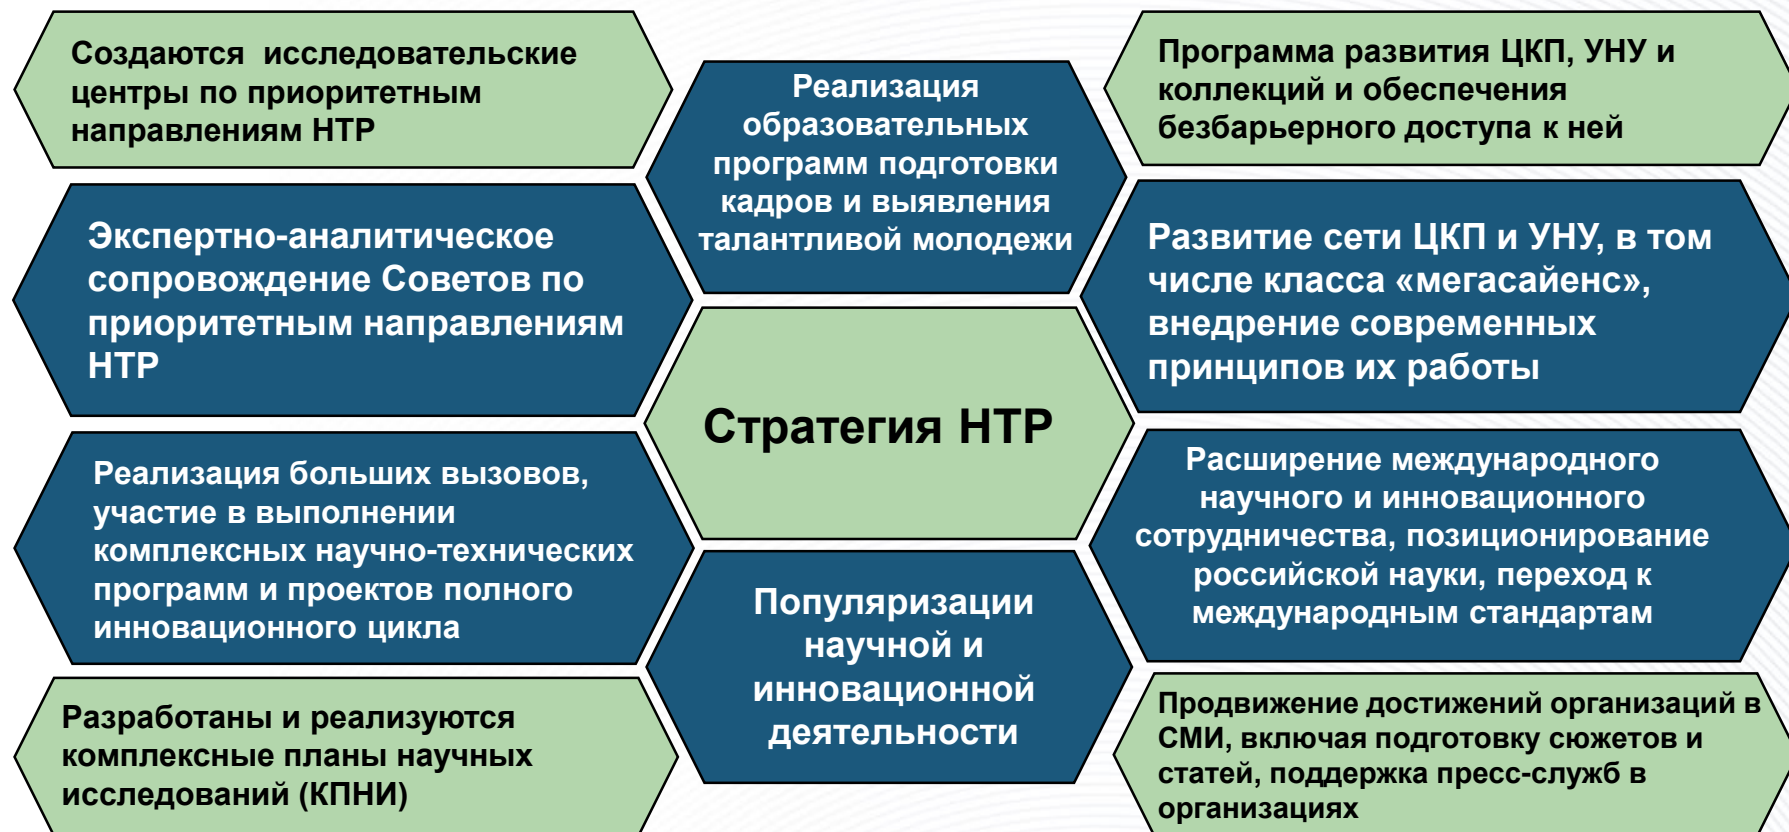 Создаются исследовательские
центры по приоритетным
направлениям НТР
Экспертно-аналитическое
сопровождение Советов по
приоритетным направлениям
НТР
Реализация больших вызовов,
участие в выполнении
комплексных научно-технических
программ и проектов полного
инновационного цикла
Разработаны и реализуются
комплексные планы научных
исследований (КПНИ)
Реализация
образовательных
программ подготовки
кадров и выявления
талантливой молодежи
Стратегия НТР
Популяризации
научной и
инновационной
деятельности
Программа развития ЦКП, УНУ и
коллекций и обеспечения
безбарьерного доступа к ней
Развитие сети ЦКП и УНУ, в том
числе класса «мегасайенс»,
внедрение современных
принципов их работы
Расширение международного
научного и инновационного
сотрудничества, позиционирование
российской науки, переход к
международным стандартам
Продвижение достижений организаций в
СМИ, включая подготовку сюжетов и
статей, поддержка пресс-служб в
организациях